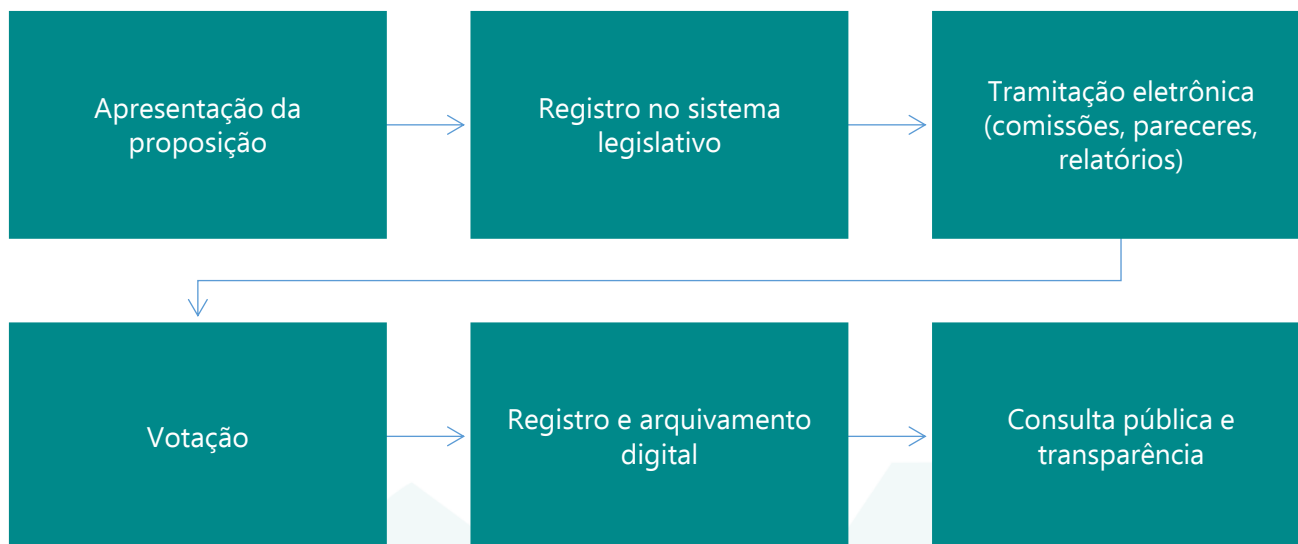 Apresentação da
proposição
Registro no sistema
legislativo
Tramitação eletrônica
(comissões, pareceres,
relatórios)
Votação
Registro e arquivamento
digital
Consulta pública e
transparência